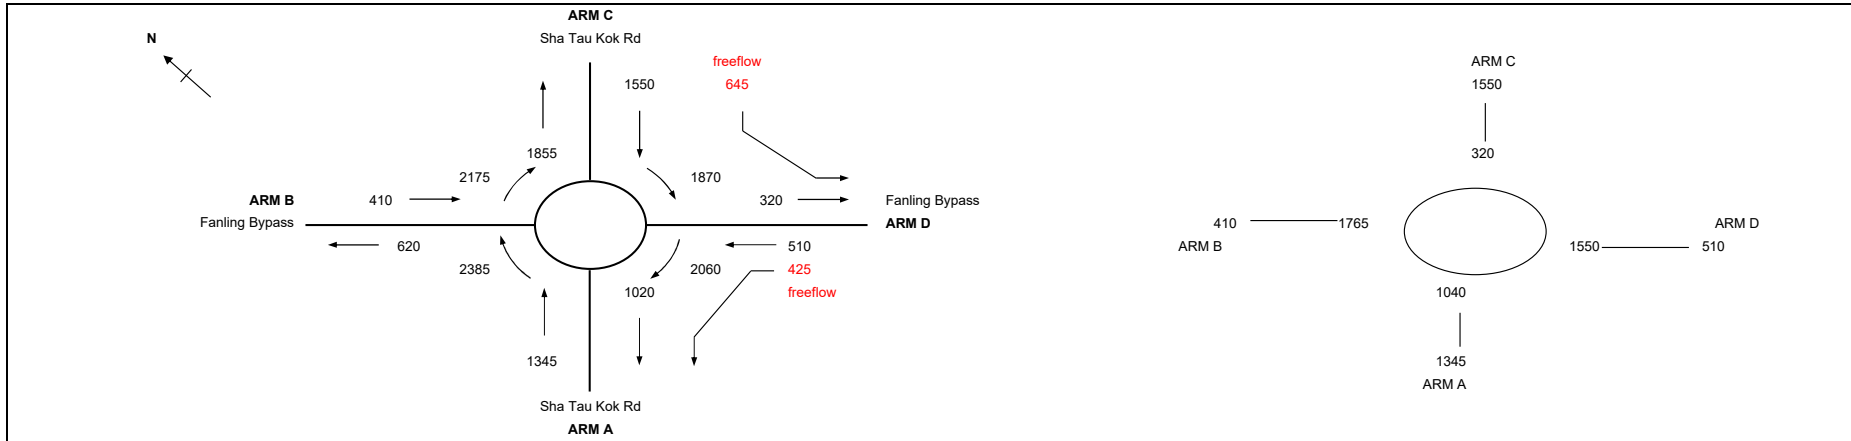 ARM C
Sha Tau Kok Rd
N
freeflow
1550
645
1855
2175
1870
ARM B
410
320
Fanling Bypass
Fanling Bypass
ARM D
620
510
2385
2060
425
1020
freeflow
1345
Sha Tau Kok Rd
ARM A
ARM C
1550
320
410
1765
ARM D
ARM B
1550
510
1040
1345
ARM A